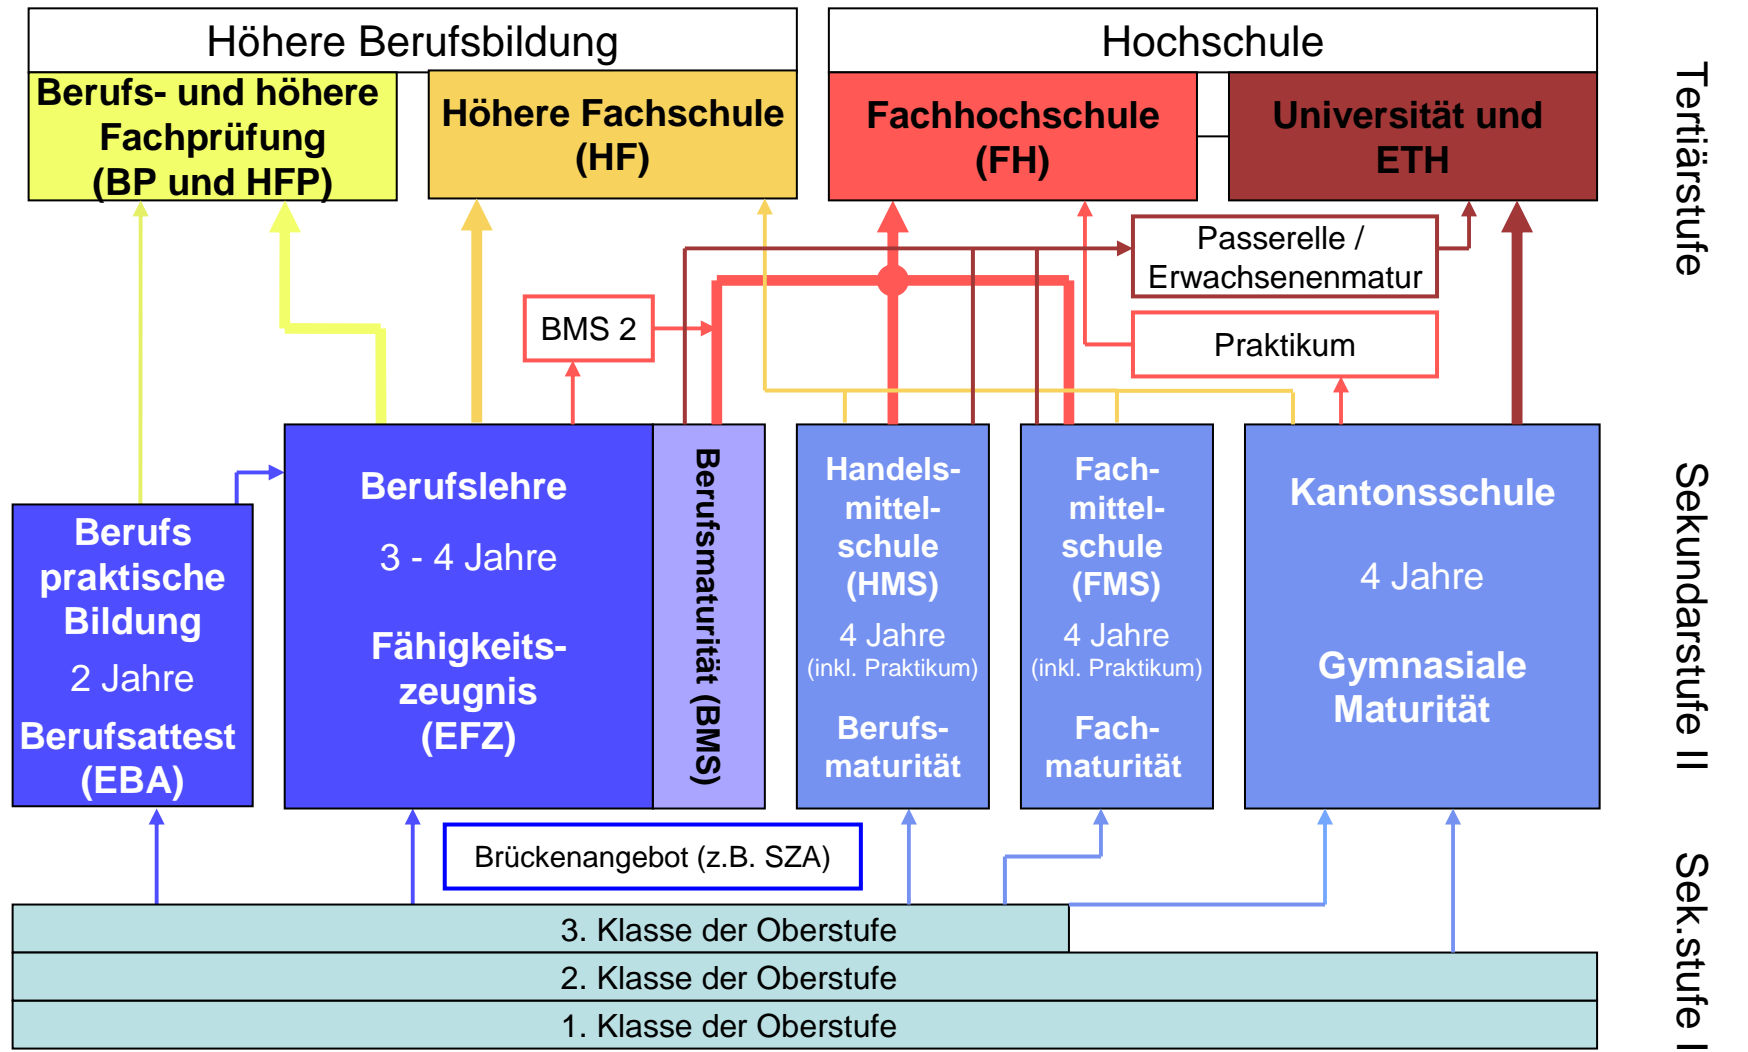 Höhere Berufsbildung
Hochschule
Berufs- und höhere
Fachprüfung
(BP und HFP)
Höhere Fachschule
(HF)
Fachhochschule
(FH)
Universität und
ETH
Tertiärstufe
Passerelle /
Erwachsenenmatur
BMS 2
Praktikum
Berufs
praktische
Bildung
2 Jahre
Berufsattest
(EBA)
Berufslehre
3 - 4 Jahre
Fähigkeits-
zeugnis
(EFZ)
Berufsmaturität (BMS)
Handels-
mittel-
schule
(HMS)
4 Jahre
(inkl. Praktikum)
Berufs-
maturität
Fach-
mittel-
schule
(FMS)
4 Jahre
(inkl. Praktikum)
Fach-
maturität
Kantonsschule
4 Jahre
Gymnasiale
Maturität
Sekundarstufe II
Brückenangebot (z.B. SZA)
3. Klasse der Oberstufe
2. Klasse der Oberstufe
1. Klasse der Oberstufe
Sek.stufe I